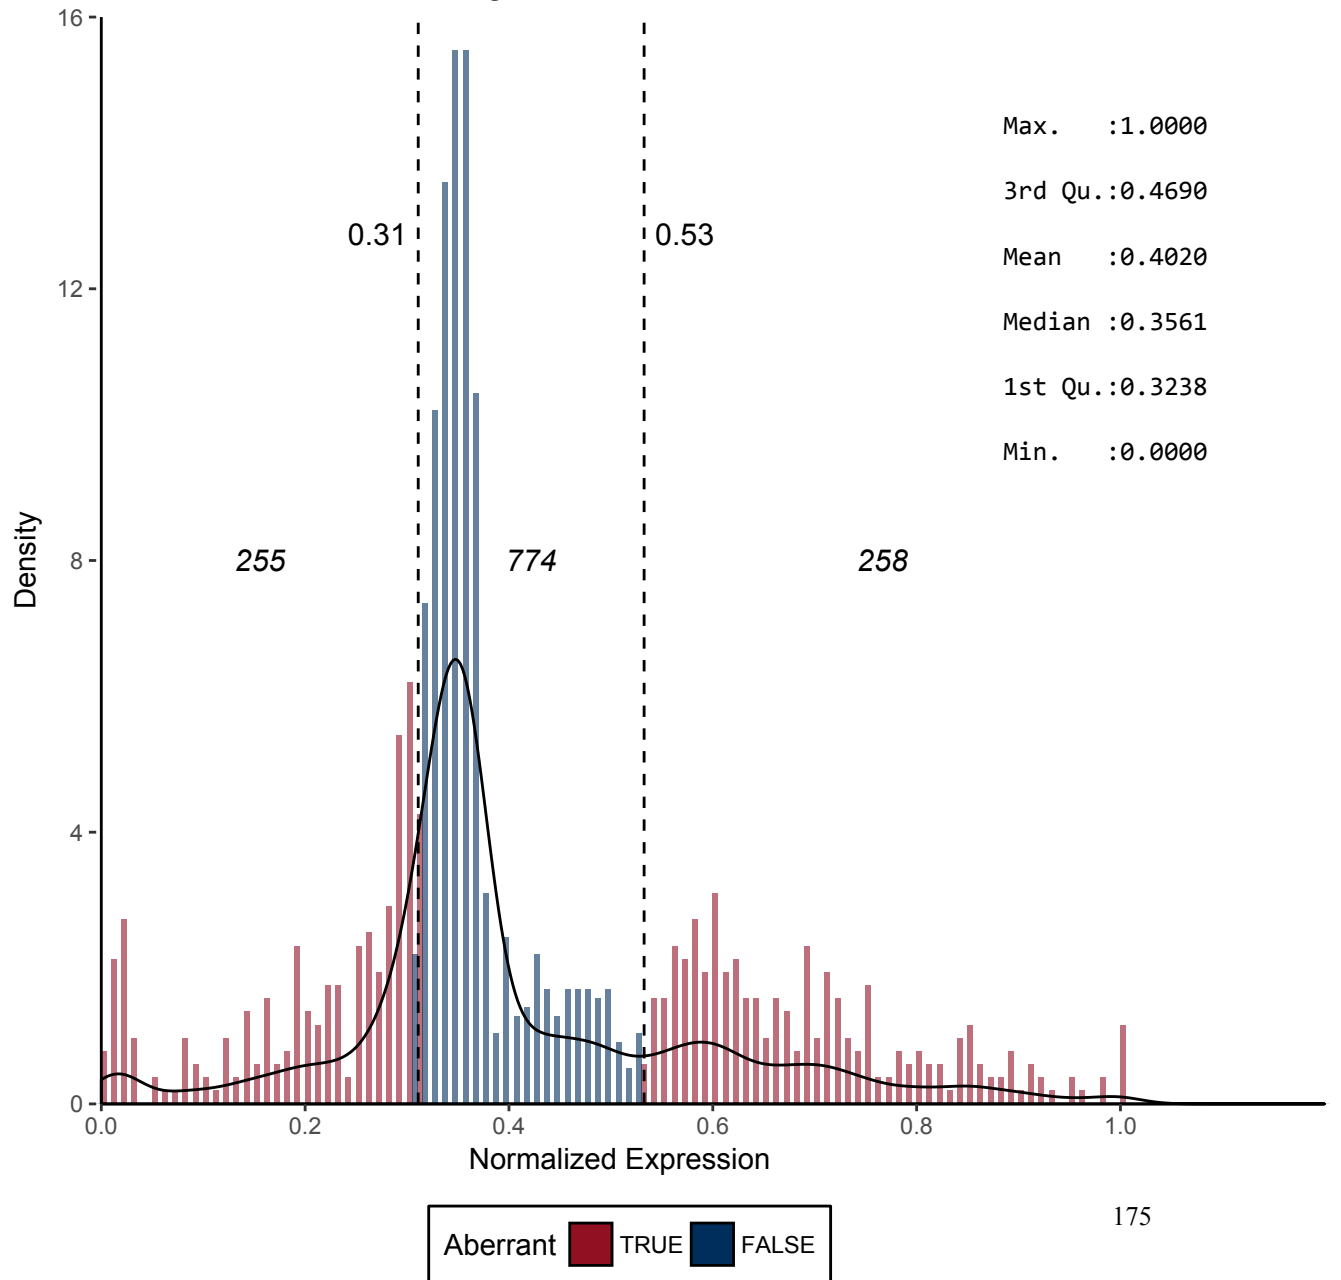 16
12
8
4
0
Density
0.31
0.53
255
774
258
Max. :1.0000
3rd Qu.:0.4690
Mean :0.4020
Median :0.3561
1st Qu.:0.3238
Min. :0.0000
0.0 0.2 0.4 0.6 0.8 1.0
Normalized Expression
175
Aberrant TRUE FALSE